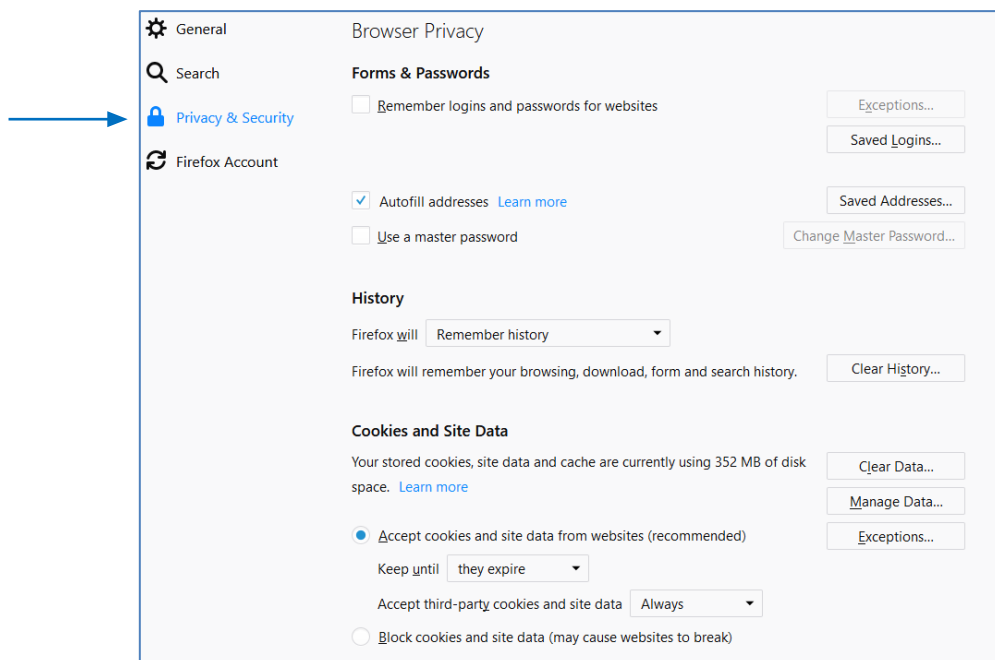 General
Search
Privacy & Security
Firefox Account
Browser Privacy
Forms & Passwords
Remember logins and passwords for websites
Exceptions...
Saved Logins...
Autofill addresses Learn more
Saved Addresses...
Use a master password
Change Master Password...
History
Firefox will Remember history
Firefox will remember your browsing, download, form and search history.
Clear History...
Cookies and Site Data
Your stored cookies, site data and cache are currently using 352 MB of disk
space. Learn more
Clear Data...
Manage Data...
Accept cookies and site data from websites (recommended)
Exceptions...
Keep until they expire
Accept third-party cookies and site data Always
Block cookies and site data (may cause websites to break)